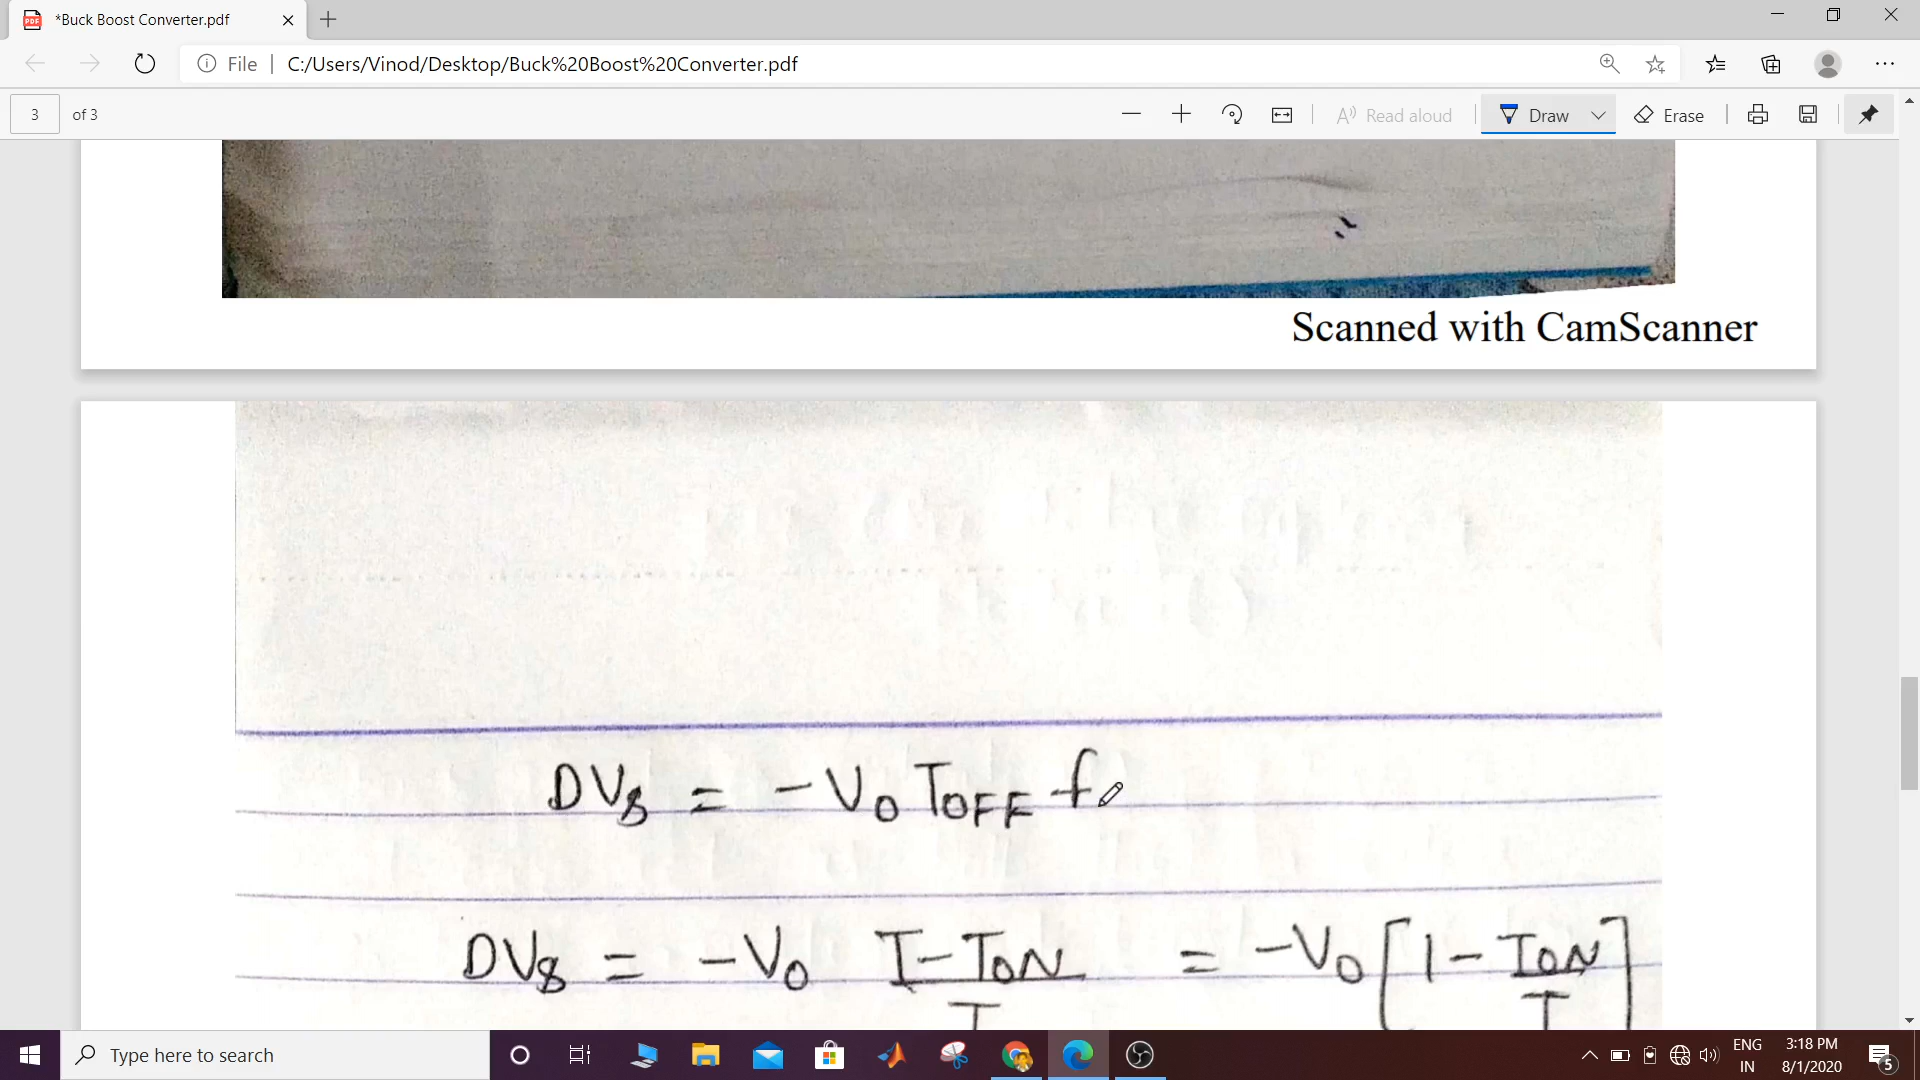 *Buck Boost Converter.pdf
File | C:/Users/Vinod/Desktop/Buck%20Boost%20Converter.pdf
3 of 3
Read aloud
Draw
Erase
Scanned with CamScanner
DVs = -Vo TOFF f
DVs = -Vo T-TON/T = -Vo [1 - TON/T]
Type here to search
ENG
IN
3:18 PM
8/1/2020
5